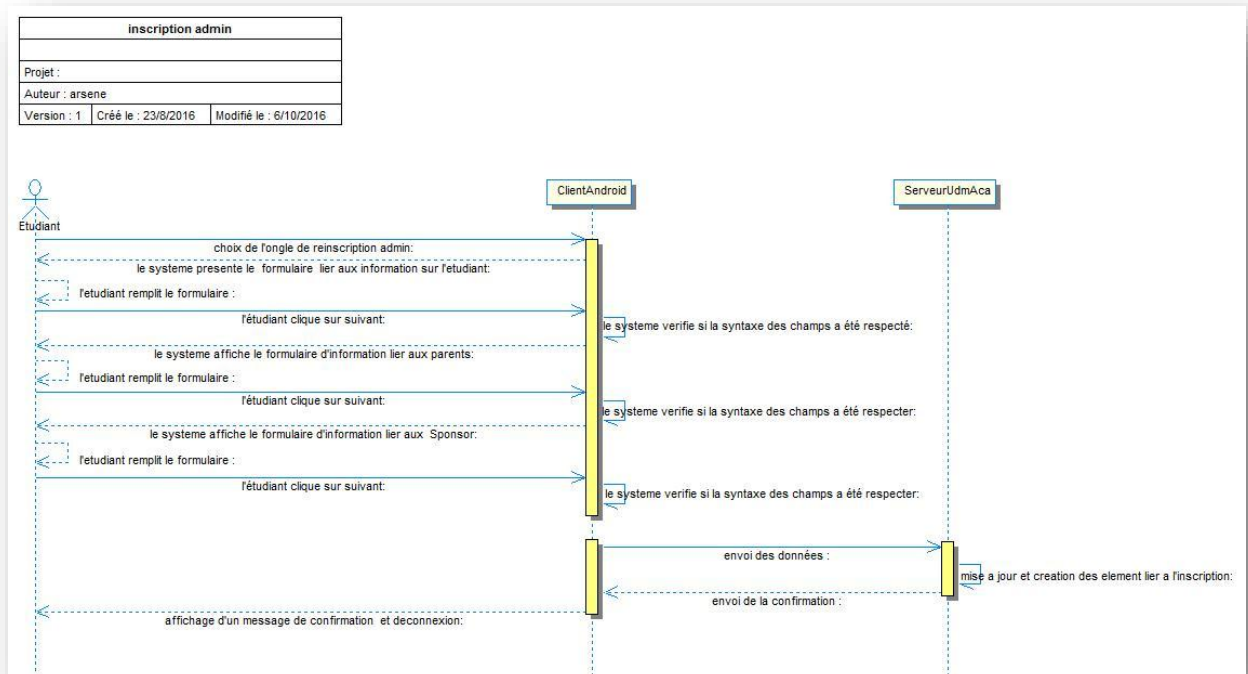 inscription admin
Projet :
Auteur : arsene
Version : 1 Créé le : 23/8/2016 Modifié le : 6/10/2016
Etudiant
ClientAndroid
ServeurUdmAca
choix de l'ongle de reinscription admin:
le systeme presente le formulaire lier aux information sur l'etudiant:
l'etudiant remplit le formulaire :
l'étudiant clique sur suivant:
le systeme verifie si la syntaxe des champs a été respecté:
le systeme affiche le formulaire d'information lier aux parents:
l'etudiant remplit le formulaire :
l'étudiant clique sur suivant:
le systeme verifie si la syntaxe des champs a été respecter:
le systeme affiche le formulaire d'information lier aux Sponsor:
l'etudiant remplit le formulaire :
l'étudiant clique sur suivant:
le systeme verifie si la syntaxe des champs a été respecter:
envoi des données :
mise a jour et creation des element lier a l'inscription:
envoi de la confirmation :
affichage d'un message de confirmation et deconnexion: